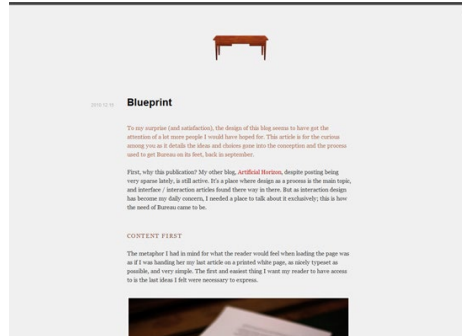 2010 12 10
Blueprint
To my surprise (and satisfaction), the design of this blog seems to have got the
attention of a lot more people I would have hoped for. This article is for the curious
among you as it details the ideas and choices gone into the conception and the process
used to get Bureau on its feet, back in september.
First, why this publication? My other blog, Artificial Horizon, despite posting being
very sparse lately, is still active. It's a place where design as a process is the main topic,
and interface / interaction articles found there way in there. But as interaction design
has become my daily concern, I needed a place to talk about it exclusively; this is how
the need of Bureau came to be.
CONTENT FIRST
The metaphor I had in mind for what the reader would feel when loading the page was
as if I was handing her my last article on a printed white page, as nicely typeset as
possible, and very simple. The first and easiest thing I want my reader to have access
to is the last ideas I felt were necessary to express.